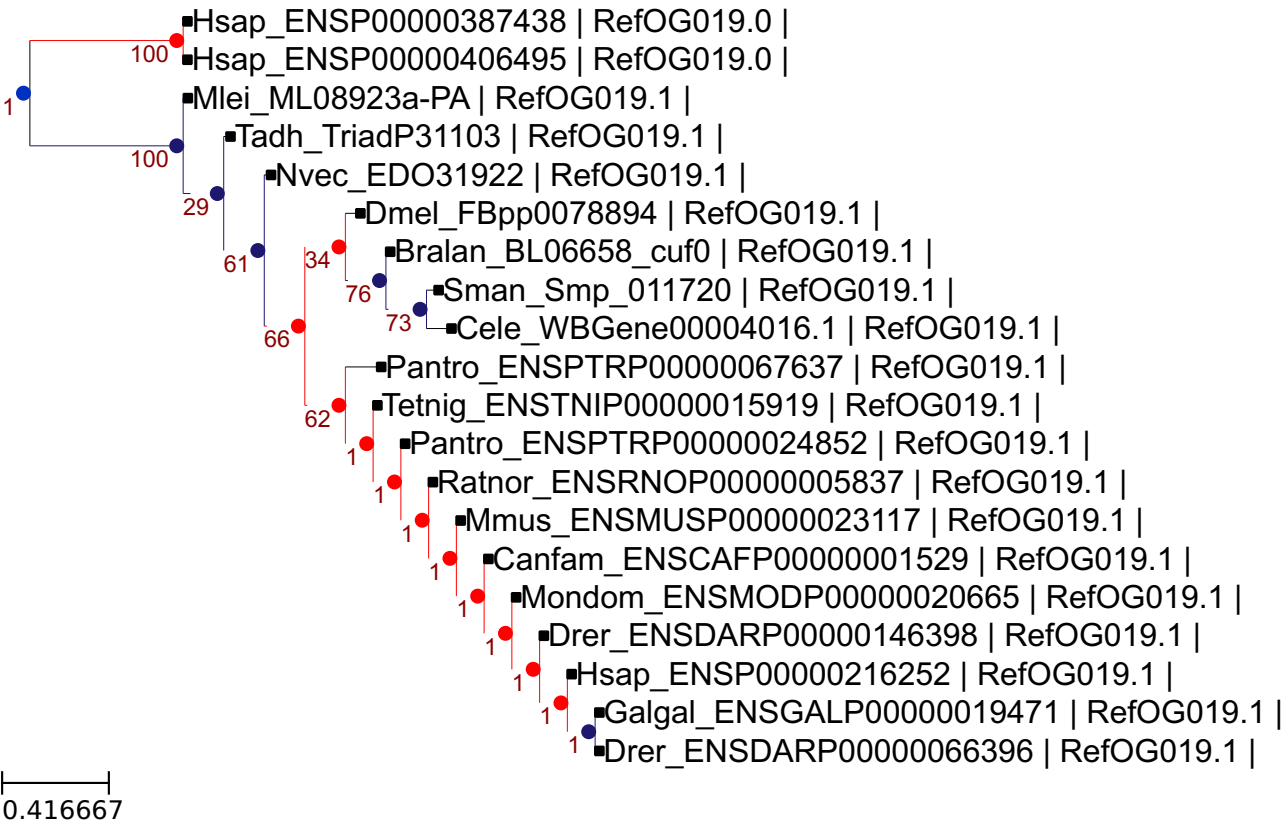 Hsap_ENSP00000387438 | RefOG019.0 |
100
Hsap_ENSP00000406495 | RefOG019.0 |
1
Mlei_ML08923a-PA | RefOG019.1 |
Tadh_TriadP31103 | RefOG019.1 |
100
Nvec_EDO31922 | RefOG019.1 |
29
Dmel_FBpp0078894 | RefOG019.1 |
34
Bralan_BL06658_cuf0 | RefOG019.1 |
61
76
Sman_Smp_011720 | RefOG019.1 |
73
Cele_WBGene00004016.1 | RefOG019.1 |
66
Pantro_ENSPTRP00000067637 | RefOG019.1 |
Tetnig_ENSTNIP00000015919 | RefOG019.1 |
62
Pantro_ENSPTRP00000024852 | RefOG019.1 |
1
Ratnor_ENSRNOP00000005837 | RefOG019.1 |
1
Mmus_ENSMUSP00000023117 | RefOG019.1 |
1
Canfam_ENSCAFP00000001529 | RefOG019.1 |
1
Mondom_ENSMODP00000020665 | RefOG019.1 |
1
Drer_ENSDARP00000146398 | RefOG019.1 |
1
Hsap_ENSP00000216252 | RefOG019.1 |
1
Galgal_ENSGALP00000019471 | RefOG019.1 |
1
1
Drer_ENSDARP00000066396 | RefOG019.1 |
0.416667